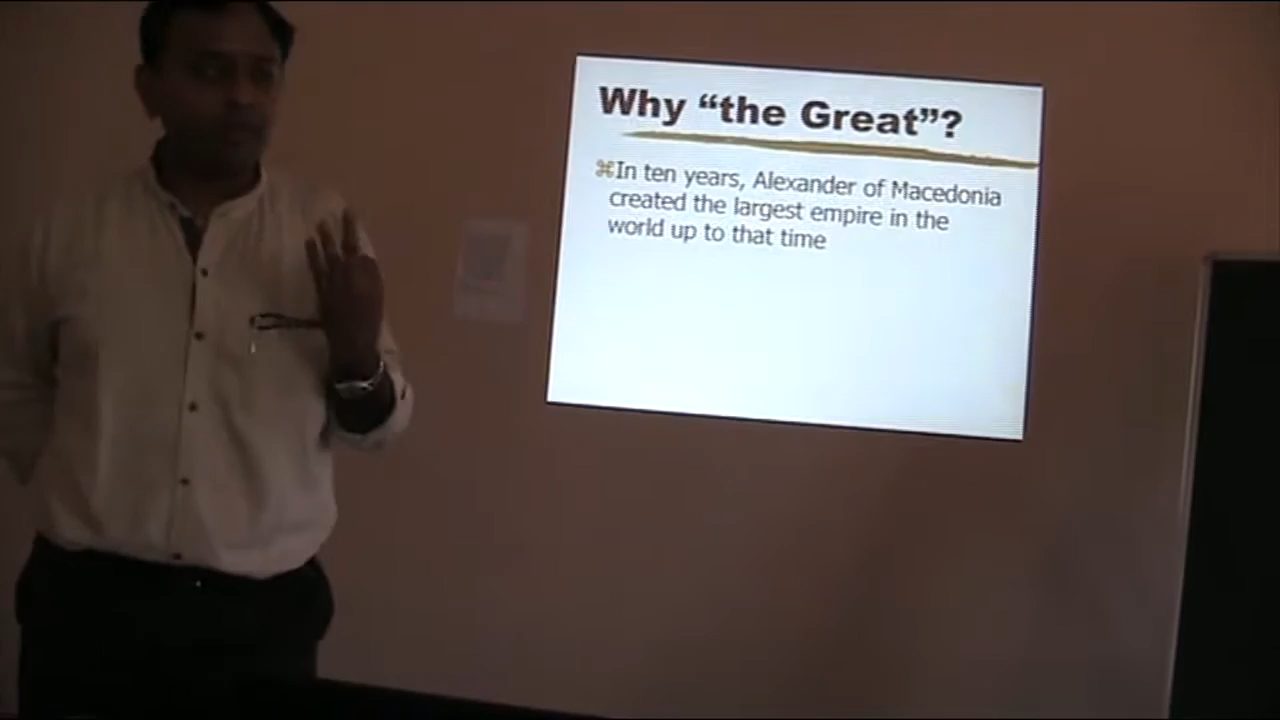 Why “the Great”?
⌘In ten years, Alexander of Macedonia
created the largest empire in the
world up to that time